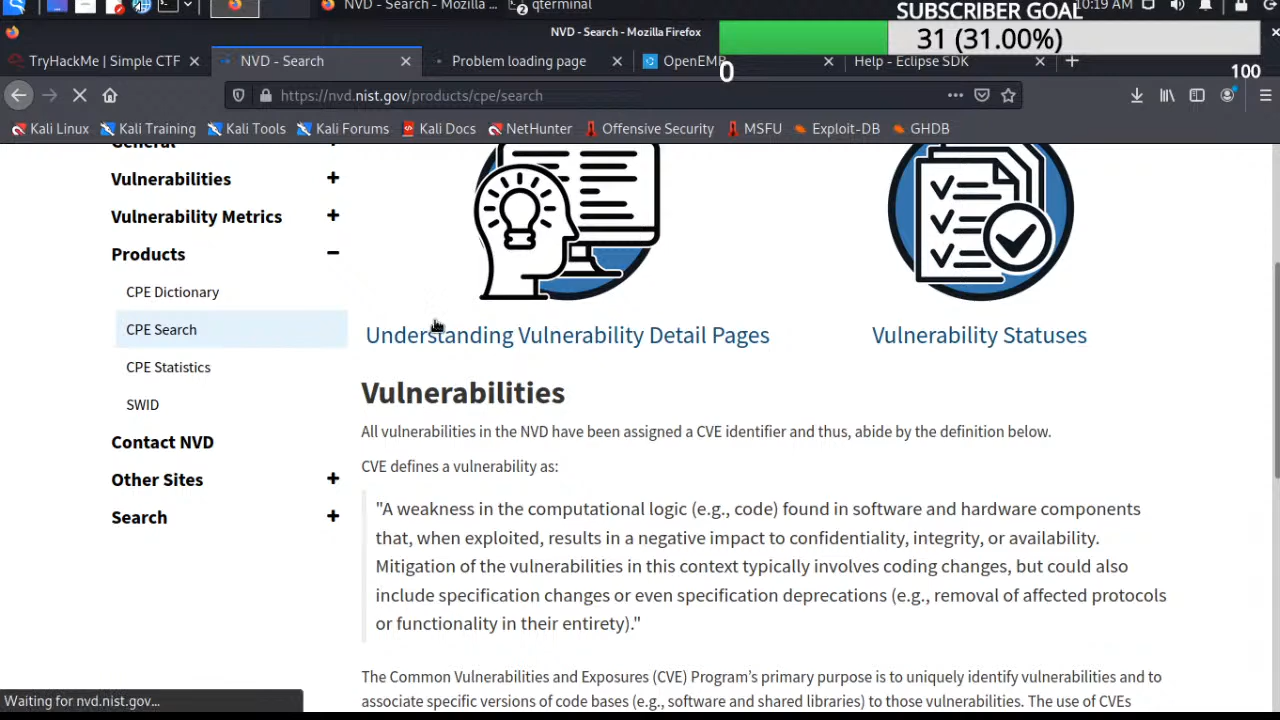 NVD - Search - Mozilla ...
2 qterminal
SUBSCRIBER GOAL
10:19 AM
NVD - Search - Mozilla Firefox
31 (31.00%)
0
100
TryHackMe | Simple CTF
NVD - Search
Problem loading page
OpenEMR
Help - Eclipse SDK
https://nvd.nist.gov/products/cpe/search
Kali Linux
Kali Training
Kali Tools
Kali Forums
Kali Docs
NetHunter
Offensive Security
MSFU
Exploit-DB
GHDB
General
Vulnerabilities
Vulnerability Metrics
Products
CPE Dictionary
CPE Search
CPE Statistics
SWID
Contact NVD
Other Sites
Search
Understanding Vulnerability Detail Pages
Vulnerability Statuses
Vulnerabilities
All vulnerabilities in the NVD have been assigned a CVE identifier and thus, abide by the definition below.
CVE defines a vulnerability as:
"A weakness in the computational logic (e.g., code) found in software and hardware components
that, when exploited, results in a negative impact to confidentiality, integrity, or availability.
Mitigation of the vulnerabilities in this context typically involves coding changes, but could also
include specification changes or even specification deprecations (e.g., removal of affected protocols
or functionality in their entirety)."
The Common Vulnerabilities and Exposures (CVE) Program's primary purpose is to uniquely identify vulnerabilities and to
associate specific versions of code bases (e.g., software and shared libraries) to those vulnerabilities. The use of CVEs
Waiting for nvd.nist.gov...